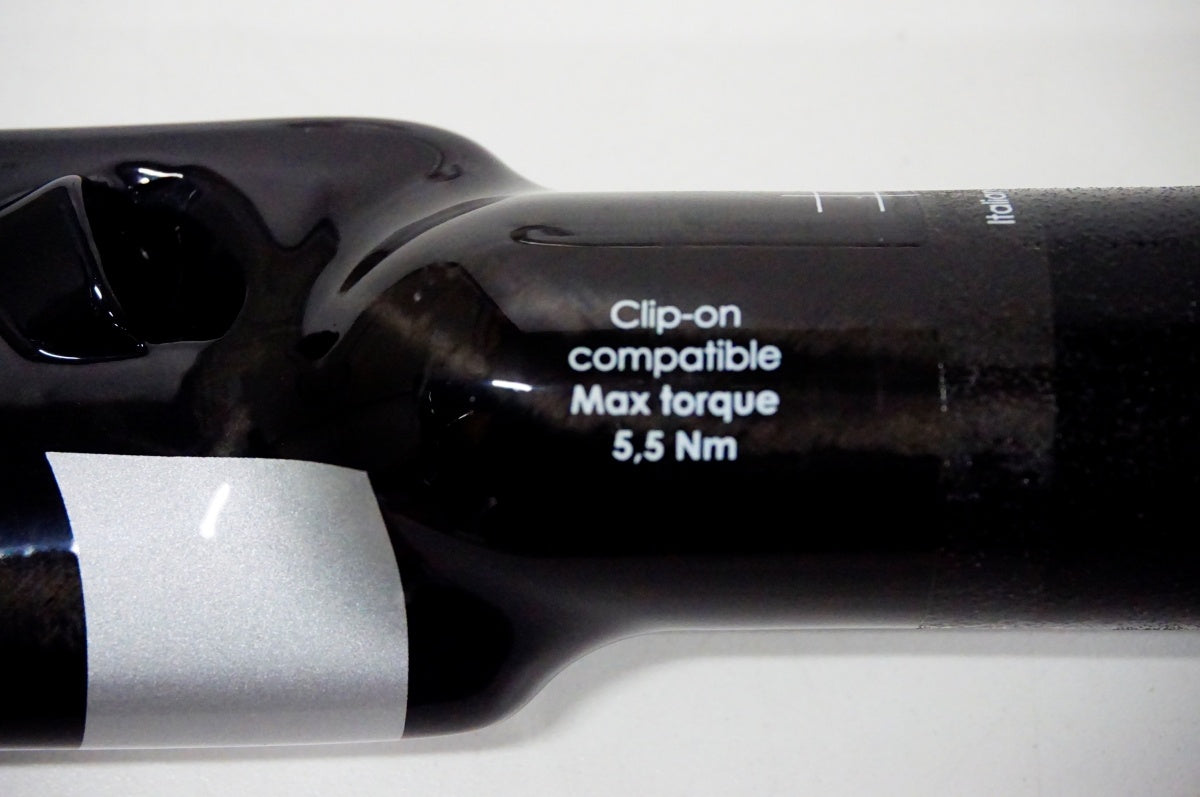 Clip-on
compatible
Max torque
5,5 Nm